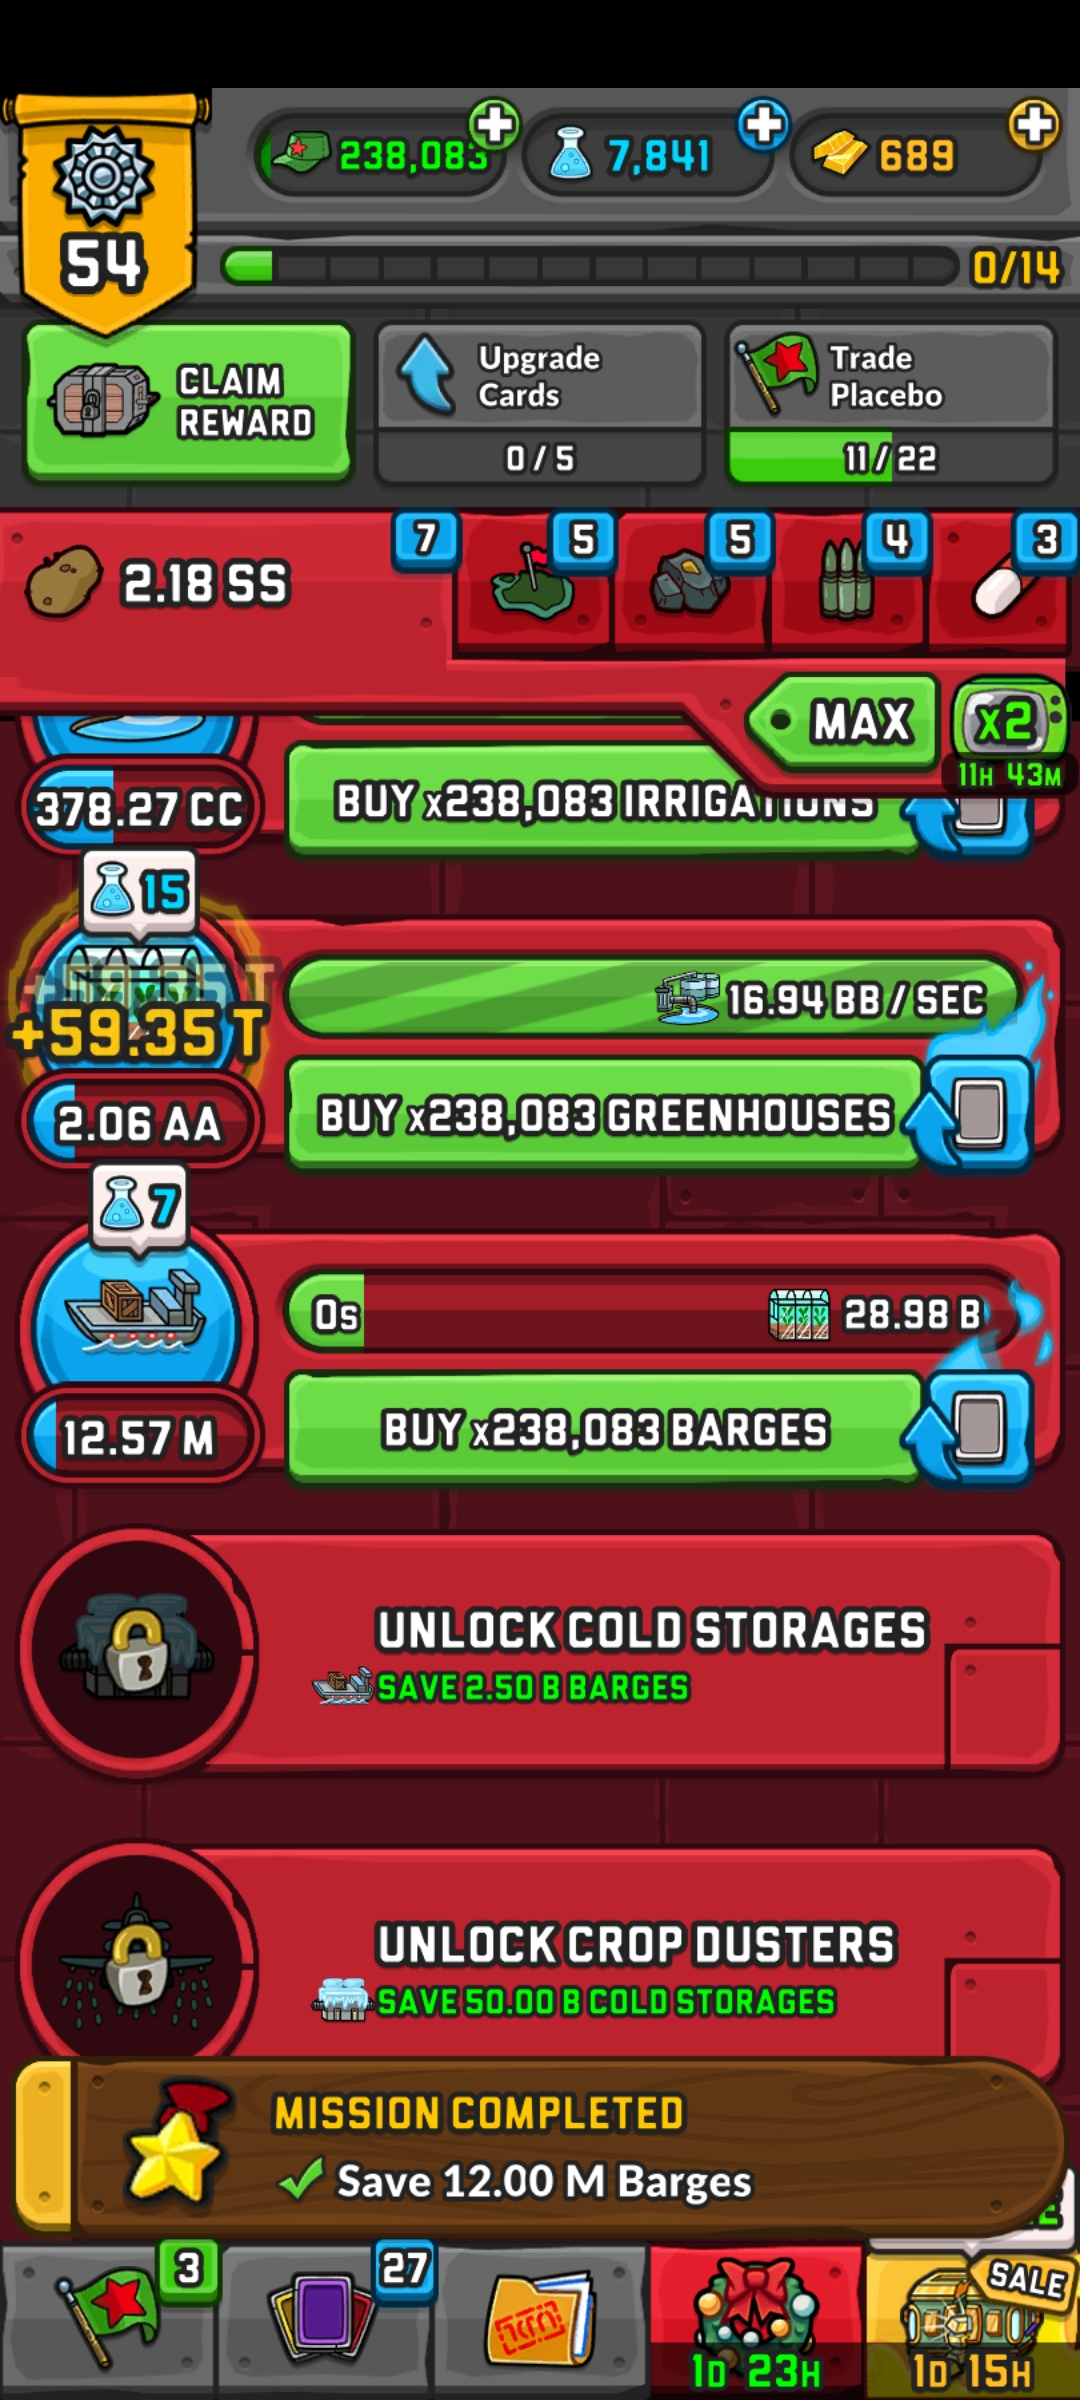 238,083
7,841
689
54
0/14
CLAIM
REWARD
Upgrade
Cards
0 / 5
Trade
Placebo
11 / 22
2.18 SS
7
5
5
4
3
MAX
x2
11H 43M
378.27 CC
BUY x238,083 IRRIGATIONS
15
+59.35 T
16.94 BB / SEC
2.06 AA
BUY x238,083 GREENHOUSES
7
0s
28.98 B
12.57 M
BUY x238,083 BARGES
UNLOCK COLD STORAGES
SAVE 2.50 B BARGES
UNLOCK CROP DUSTERS
SAVE 50.00 B COLD STORAGES
MISSION COMPLETED
Save 12.00 M Barges
3
27
1D 23H
SALE
1D 15H